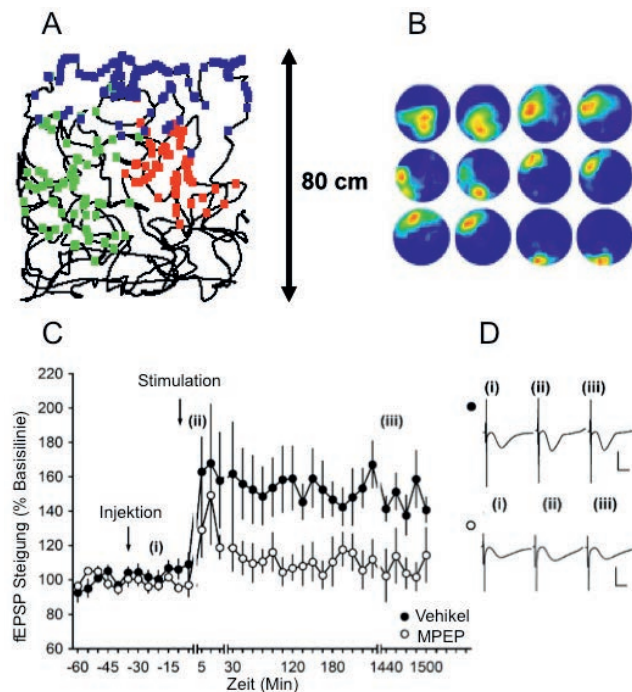 A
B
80 cm
C
D
220
200
180
160
140
120
100
80
60
fEPSP Steigung (% Basislinie)
Stimulation
(ii)
(iii)
Injektion
(i)
Vehikel
MPEP
-60
-30
-15
5
30
120
180
1440
1500
Zeit (Min)
(i)
(ii)
(iii)
(i)
(ii)
(iii)